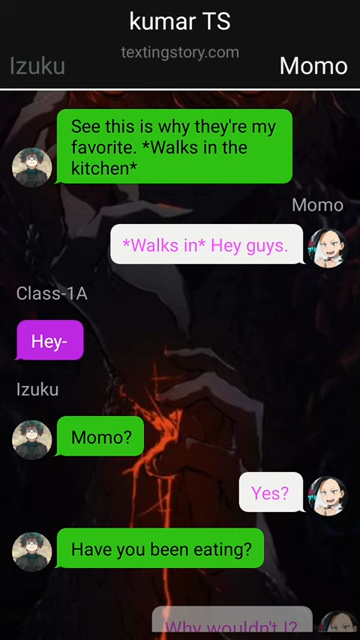 kumar TS
textingstory.com
Izuku
Momo
See this is why they're my
favorite. *Walks in the
kitchen*
Momo
*Walks in* Hey guys.
Class-1A
Hey-
Izuku
Momo?
Yes?
Have you been eating?
Why wouldn't I?